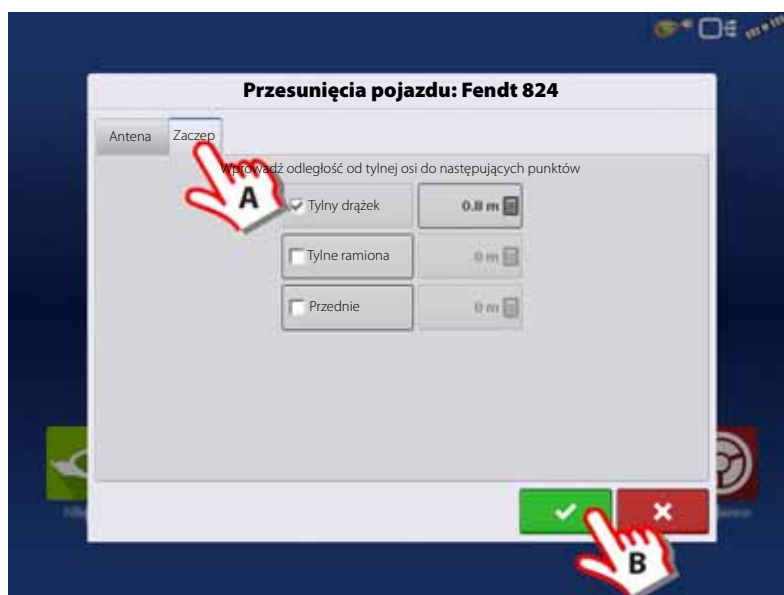 Przesunięcia pojazdu: Fendt 824
Antena
Zaczep
Wprowadź odległość od tylnej osi do następujących punktów
A
Tylny drążek
0.8 m
Tylne ramiona
0 m
Przednie
0 m
B